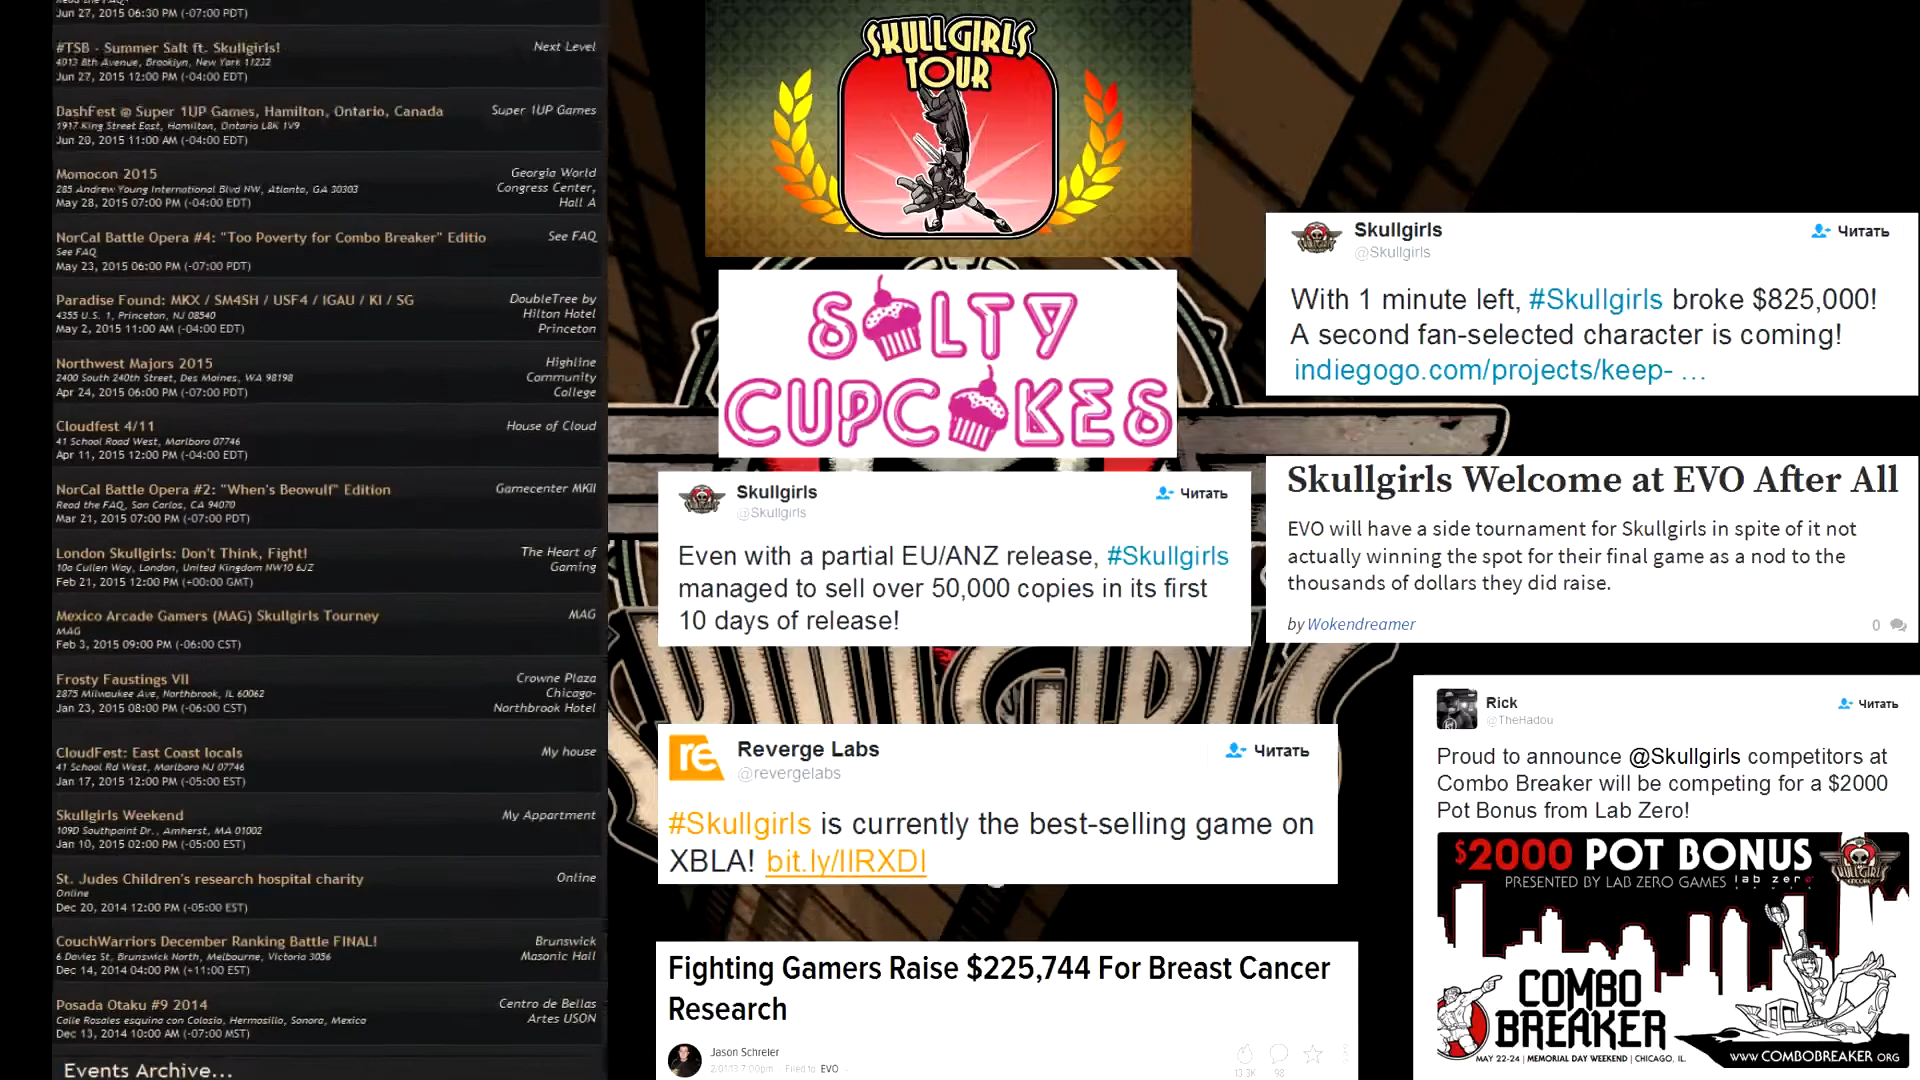 Jun 27, 2015 06:30 PM (-07:00 PDT)
#TSB - Summer Salt ft. Skullgirls!
Next Level
4013 8th Avenue, Brooklyn, New York 11232
Jun 27, 2015 12:00 PM (-04:00 EDT)
DashFest @ Super 1UP Games, Hamilton, Ontario, Canada
Super 1UP Games
1917 King Street East, Hamilton, Ontario L8K 1V9
Jun 20, 2015 11:00 AM (-04:00 EDT)
Momocon 2015
Georgia World
Congress Center,
Hall A
285 Andrew Young International Blvd NW, Atlanta, GA 30303
May 28, 2015 07:00 PM (-04:00 EDT)
NorCal Battle Opera #4: "Too Poverty for Combo Breaker" Editio
See FAQ
See FAQ
May 23, 2015 06:00 PM (-07:00 PDT)
Paradise Found: MKX / SM4SH / USF4 / IGAU / KI / SG
DoubleTree by
Hilton Hotel
Princeton
4355 U.S. 1, Princeton, NJ 08540
May 2, 2015 11:00 AM (-04:00 EDT)
Northwest Majors 2015
Highline
Community
College
2400 South 240th Street, Des Moines, WA 98198
Apr 24, 2015 06:00 PM (-07:00 PDT)
Cloudfest 4/11
House of Cloud
41 School Road West, Marlboro 07746
Apr 11, 2015 12:00 PM (-04:00 EDT)
NorCal Battle Opera #2: "When's Beowulf" Edition
Gamecenter MKII
Read the FAQ, San Carlos, CA 94070
Mar 21, 2015 07:00 PM (-07:00 PDT)
London Skullgirls: Don't Think, Fight!
The Heart of
Gaming
10a Cullen Way, London, United Kingdom NW10 6JZ
Feb 21, 2015 12:00 PM (+00:00 GMT)
Mexico Arcade Gamers (MAG) Skullgirls Tourney
MAG
MAG
Feb 3, 2015 09:00 PM (-06:00 CST)
Frosty Faustings VII
Crowne Plaza
Chicago-
Northbrook Hotel
2875 Milwaukee Ave, Northbrook, IL 60062
Jan 23, 2015 08:00 PM (-06:00 CST)
CloudFest: East Coast locals
My house
41 School Rd West, Marlboro NJ 07746
Jan 17, 2015 12:00 PM (-05:00 EST)
Skullgirls Weekend
My Appartment
109D Southpoint Dr., Amherst, MA 01002
Jan 10, 2015 02:00 PM (-05:00 EST)
St. Judes Children's research hospital charity
Online
Online
Dec 20, 2014 12:00 PM (-05:00 EST)
CouchWarriors December Ranking Battle FINAL!
Brunswick
Masonic Hall
6 Davies St, Brunswick North, Melbourne, Victoria 3056
Dec 14, 2014 04:00 PM (+11:00 EST)
Posada Otaku #9 2014
Centro de Bellas
Artes USON
Calle Rosales esquina con Colosio, Hermosillo, Sonora, Mexico
Dec 13, 2014 10:00 AM (-07:00 MST)
Events Archive...
SKULLGIRLS
TOUR
SALTY
CUPCAKES
Skullgirls
Читать
@Skullgirls
Even with a partial EU/ANZ release, #Skullgirls
managed to sell over 50,000 copies in its first
10 days of release!
re
Reverge Labs
Читать
@revergelabs
#Skullgirls is currently the best-selling game on
XBLA! bit.ly/IIRXDI
Fighting Gamers Raise $225,744 For Breast Cancer
Research
Jason Schreier
2/01/13 7:00pm
Filed to: EVO
13.3K
98
Skullgirls
Читать
@Skullgirls
With 1 minute left, #Skullgirls broke $825,000!
A second fan-selected character is coming!
indiegogo.com/projects/keep- …
Skullgirls Welcome at EVO After All
EVO will have a side tournament for Skullgirls in spite of it not
actually winning the spot for their final game as a nod to the
thousands of dollars they did raise.
by Wokendreamer
0
Rick
Читать
@TheHadou
Proud to announce @Skullgirls competitors at
Combo Breaker will be competing for a $2000
Pot Bonus from Lab Zero!
$2000 POT BONUS
PRESENTED BY LAB ZERO GAMES lab zero
SKULLGIRLS
ENCORE
COMBO
BREAKER
MAY 22-24 | MEMORIAL DAY WEEKEND | CHICAGO, IL.
WWW.COMBOBREAKER.ORG